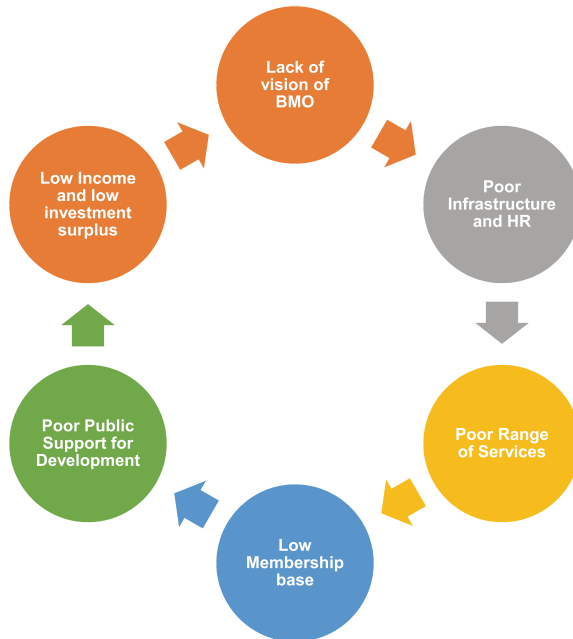 Lack of
vision of
BMO
Poor
Infrastructure
and HR
Poor Range
of Services
Low
Membership
base
Poor Public
Support for
Development
Low Income
and low
investment
surplus